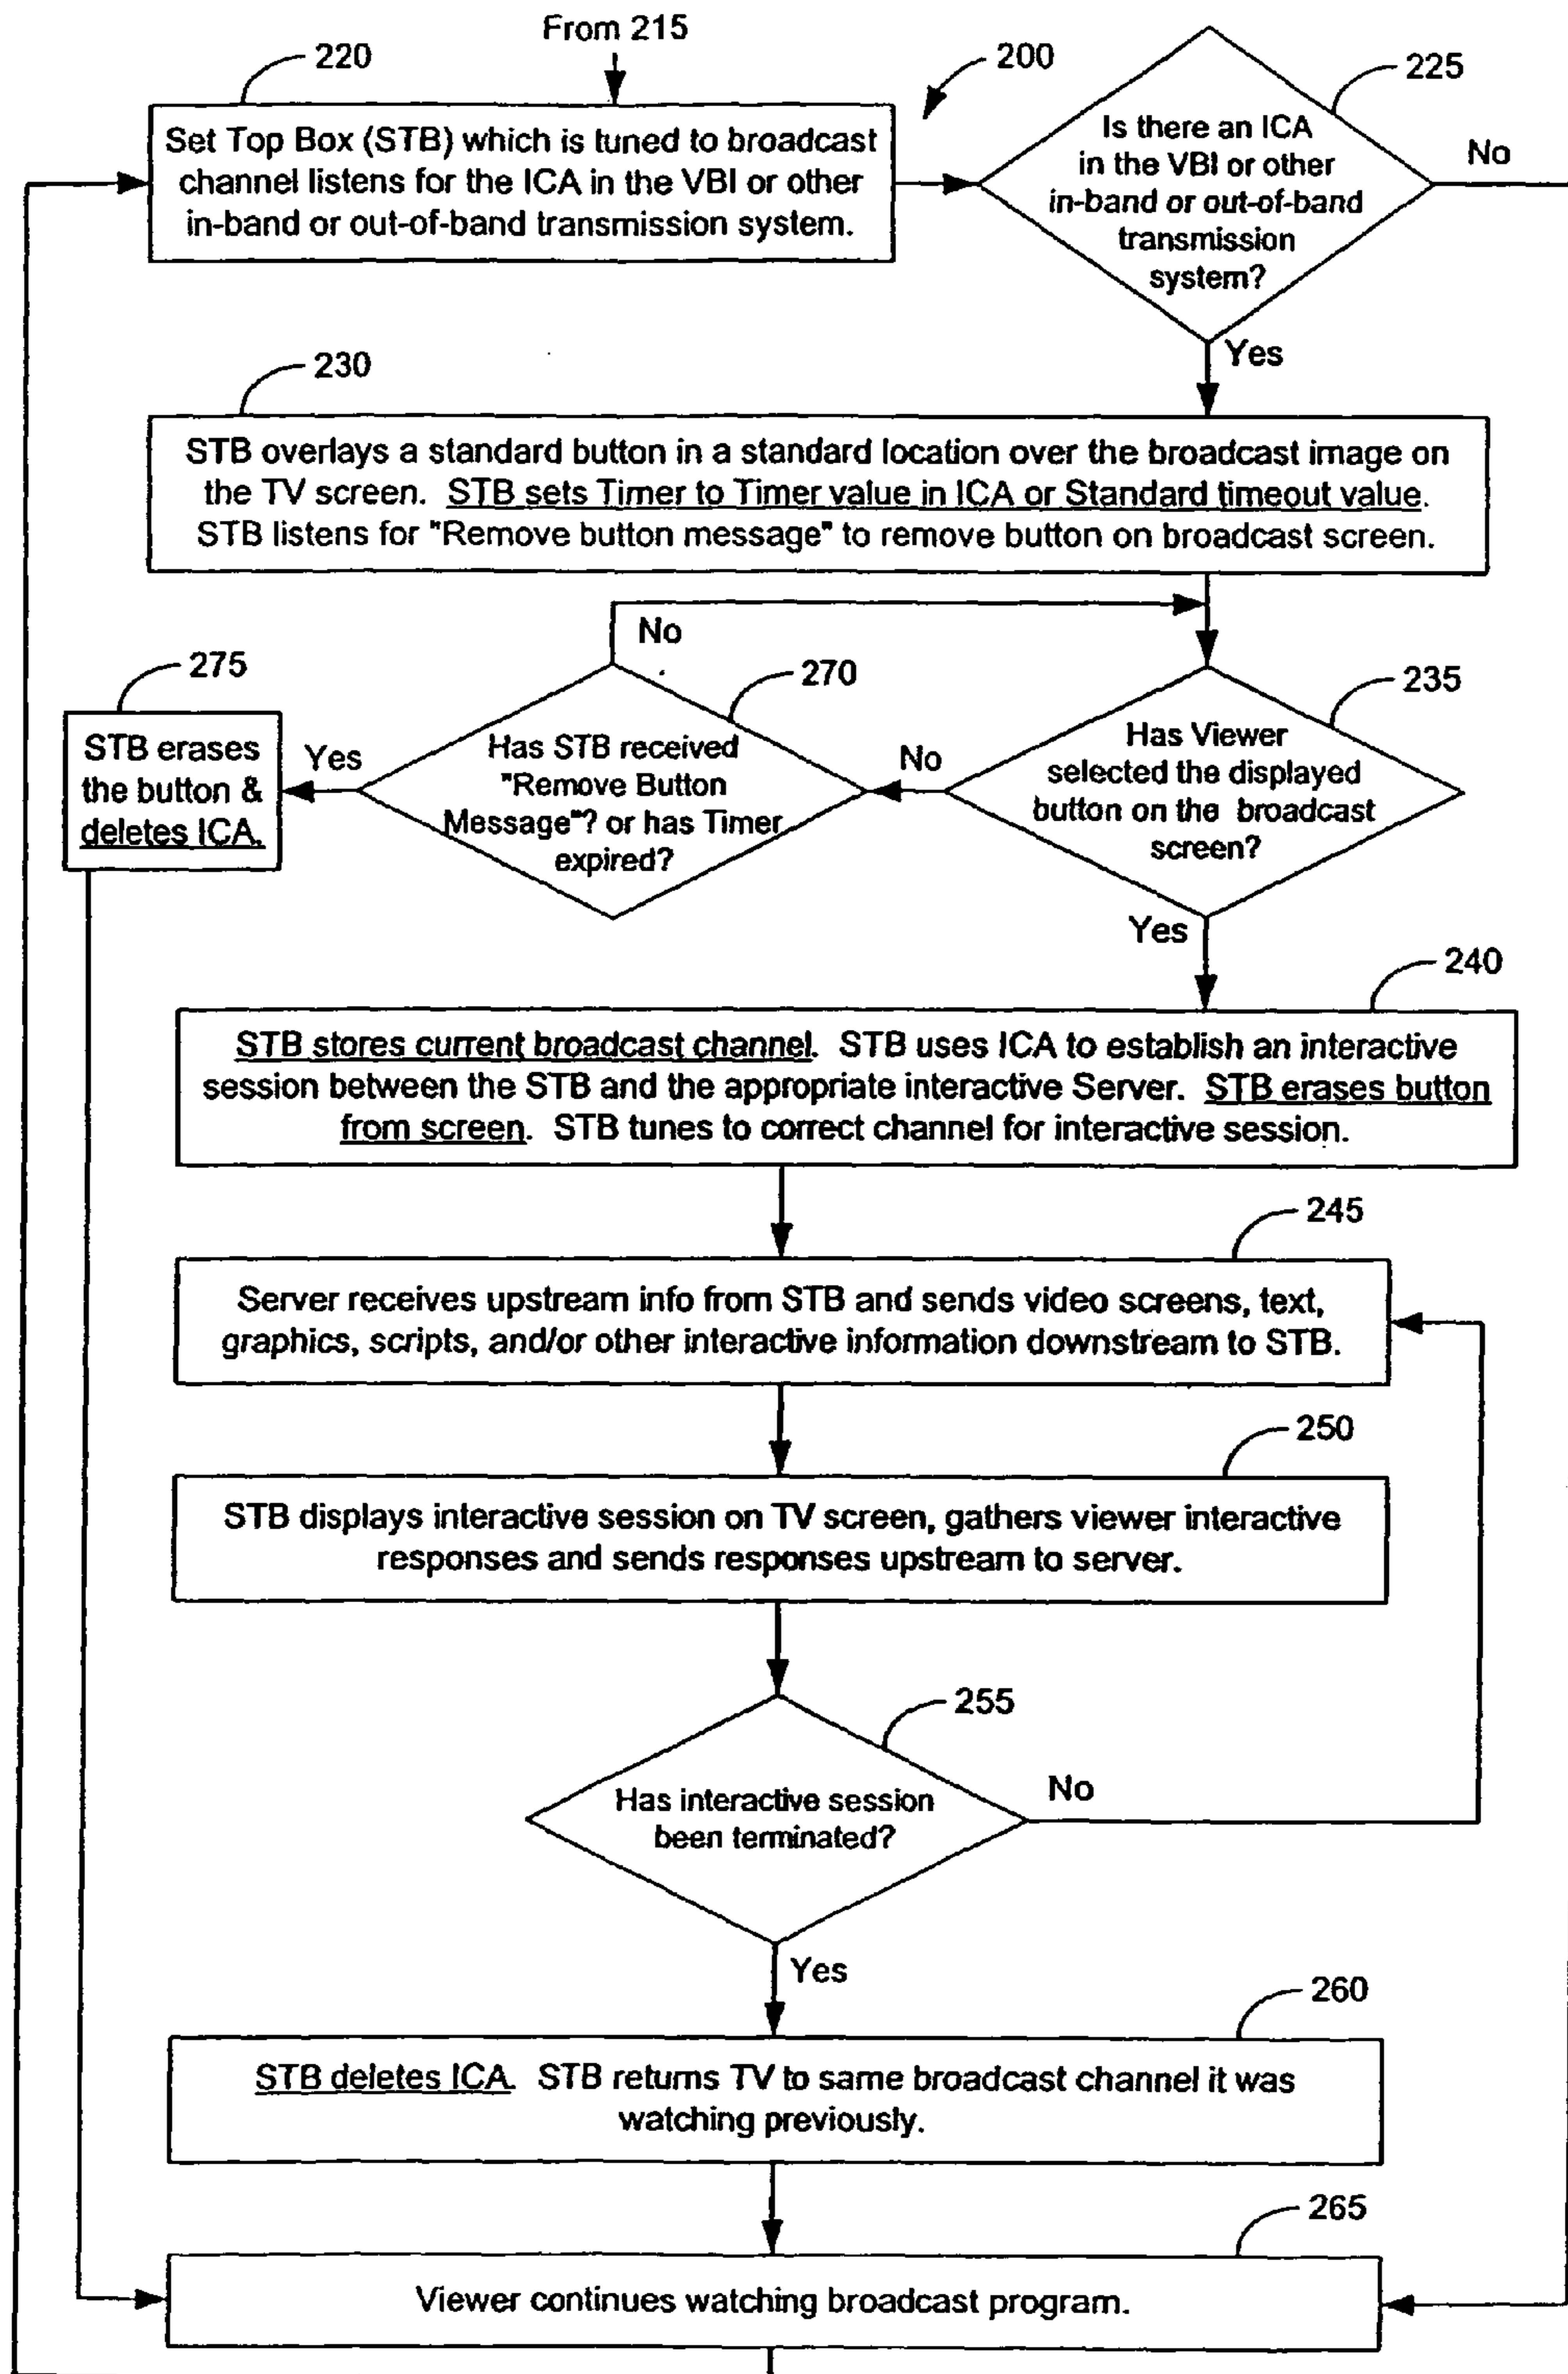 From 215
220
200
225
Set Top Box (STB) which is tuned to broadcast
channel listens for the ICA in the VBI or other
in-band or out-of-band transmission system.
Is there an ICA
in the VBI or other
in-band or out-of-band
transmission
system?
No
Yes
230
STB overlays a standard button in a standard location over the broadcast image on
the TV screen. STB sets Timer to Timer value in ICA or Standard timeout value.
STB listens for "Remove button message" to remove button on broadcast screen.
No
275
270
235
STB erases
the button &
deletes ICA.
Yes
Has STB received
"Remove Button
Message"? or has Timer
expired?
No
Has Viewer
selected the displayed
button on the broadcast
screen?
Yes
240
STB stores current broadcast channel. STB uses ICA to establish an interactive
session between the STB and the appropriate interactive Server. STB erases button
from screen. STB tunes to correct channel for interactive session.
245
Server receives upstream info from STB and sends video screens, text,
graphics, scripts, and/or other interactive information downstream to STB.
250
STB displays interactive session on TV screen, gathers viewer interactive
responses and sends responses upstream to server.
255
Has interactive session
been terminated?
No
Yes
260
STB deletes ICA. STB returns TV to same broadcast channel it was
watching previously.
265
Viewer continues watching broadcast program.